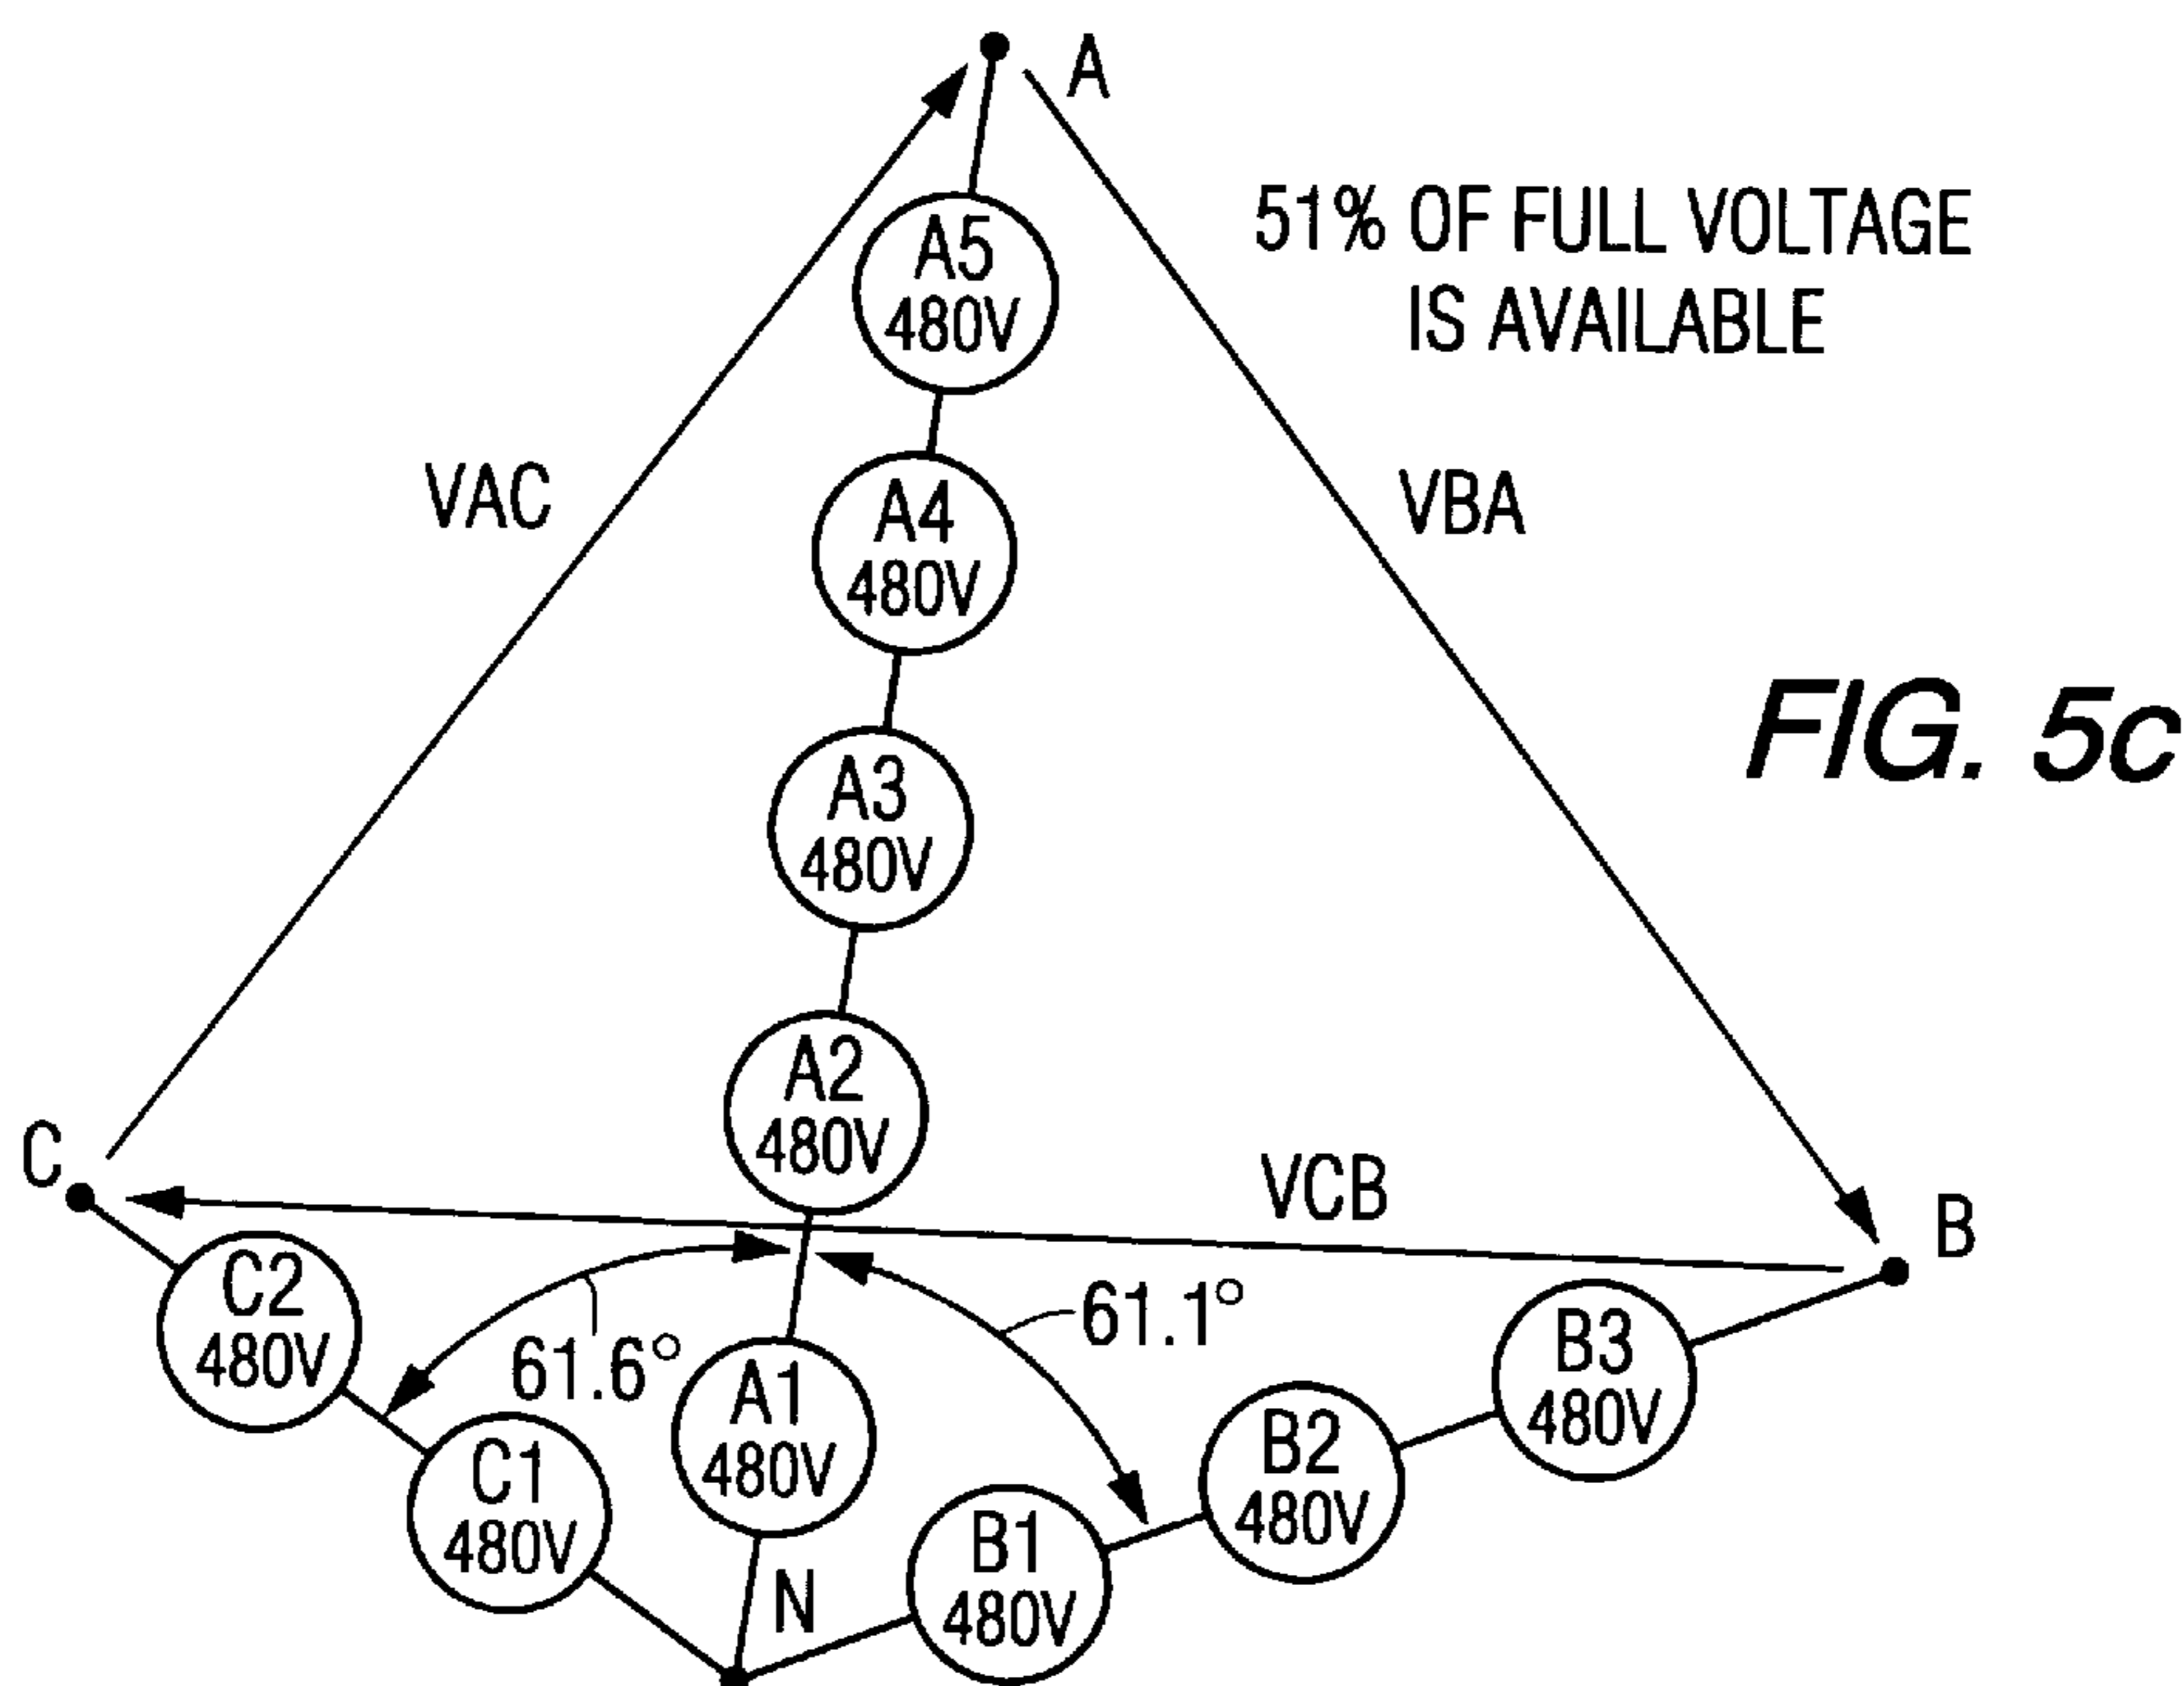 A
A5
480V
51% OF FULL VOLTAGE
IS AVAILABLE
VAC
A4
480V
VBA
FIG. 5c
A3
480V
A2
480V
C
VCB
B
C2
480V
61.6°
61.1°
A1
480V
B3
480V
B2
480V
C1
480V
B1
480V
N